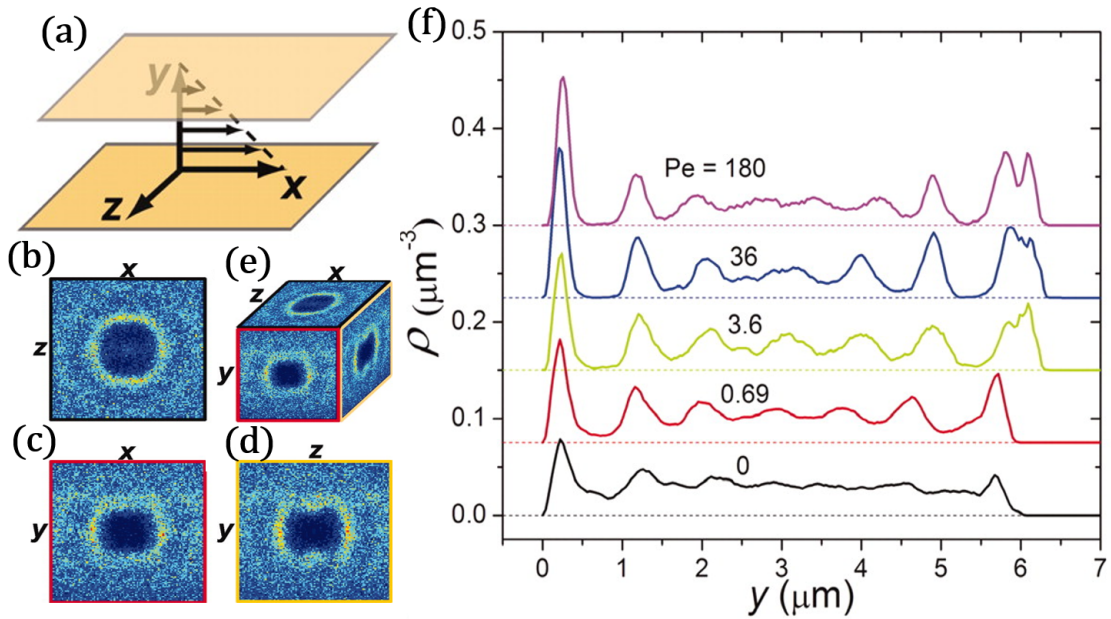 (a)
y
x
z
(b)
x
z
(e)
x
z
y
(c)
x
y
(d)
z
y
(f)
0.5
0.4
0.3
0.2
0.1
0.0
ρ (μm⁻³)
Pe = 180
36
3.6
0.69
0
0 1 2 3 4 5 6 7
y (μm)